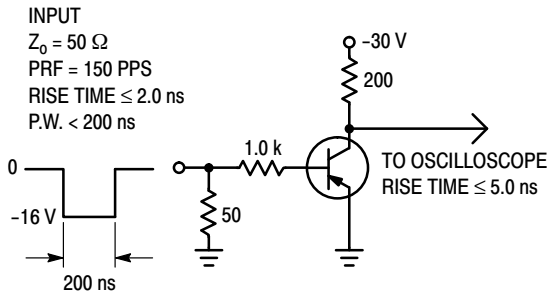 INPUT
Z₀ = 50 Ω
PRF = 150 PPS
RISE TIME ≤ 2.0 ns
P.W. < 200 ns
0
-16 V
200 ns
1.0 k
50
-30 V
200
TO OSCILLOSCOPE
RISE TIME ≤ 5.0 ns